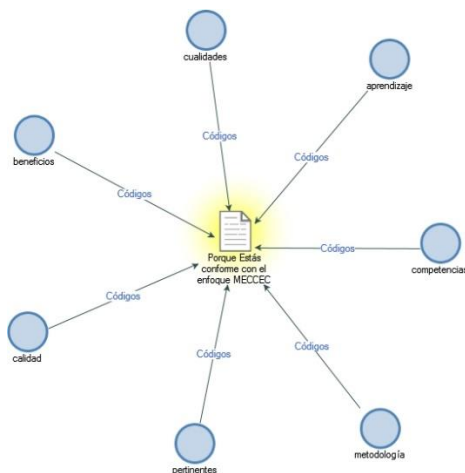 cualidades
aprendizaje
Códigos
Códigos
beneficios
Códigos
Porque Estás
conforme con el
enfoque MECCEC
Códigos
competencias
Códigos
calidad
Códigos
Códigos
pertinentes
metodología